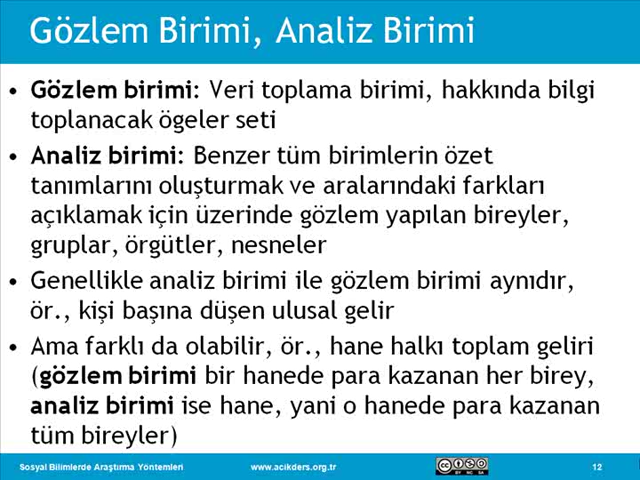 Gözlem Birimi, Analiz Birimi
• Gözlem birimi: Veri toplama birimi, hakkında bilgi
toplanacak ögeler seti
• Analiz birimi: Benzer tüm birimlerin özet
tanımlarını oluşturmak ve aralarındaki farkları
açıklamak için üzerinde gözlem yapılan bireyler,
gruplar, örgütler, nesneler
• Genellikle analiz birimi ile gözlem birimi aynıdır,
ör., kişi başına düşen ulusal gelir
• Ama farklı da olabilir, ör., hane halkı toplam geliri
(gözlem birimi bir hanede para kazanan her birey,
analiz birimi ise hane, yani o hanede para kazanan
tüm bireyler)
Sosyal Bilimlerde Araştırma Yöntemleri www.acikders.org.tr cc BY NC SA 12